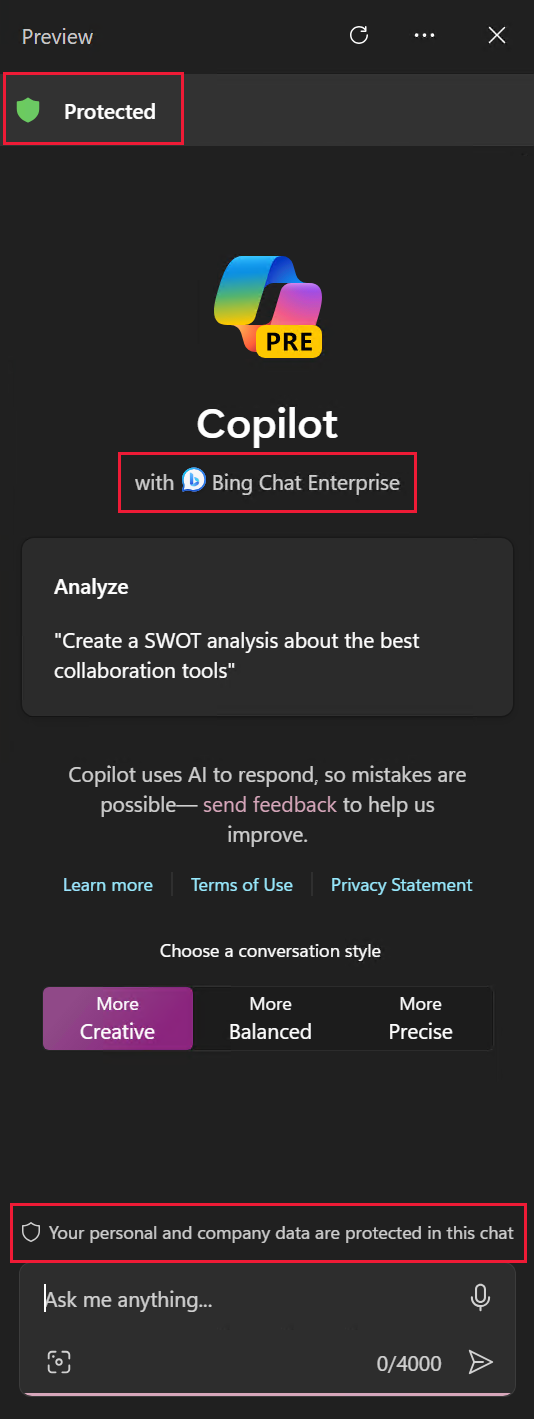 Preview
Protected
PRE
Copilot
with Bing Chat Enterprise
Analyze
"Create a SWOT analysis about the best
collaboration tools"
Copilot uses AI to respond, so mistakes are
possible— send feedback to help us
improve.
Learn more Terms of Use Privacy Statement
Choose a conversation style
More Creative More Balanced More Precise
Your personal and company data are protected in this chat
Ask me anything...
0/4000